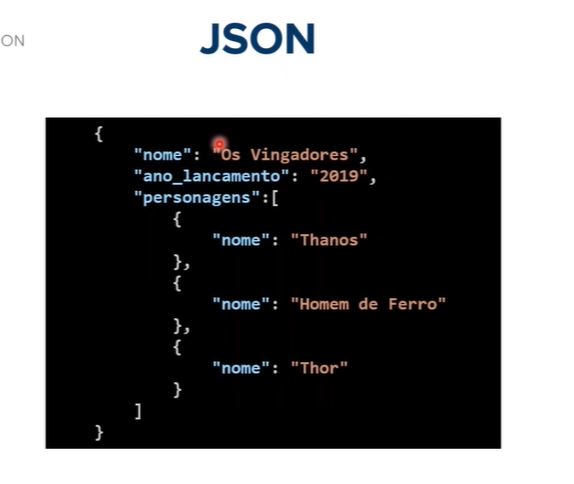 ON
JSON
{
"nome": "Os Vingadores",
"ano_lancamento": "2019",
"personagens":[
{
"nome": "Thanos"
},
{
"nome": "Homem de Ferro"
},
{
"nome": "Thor"
}
]
}